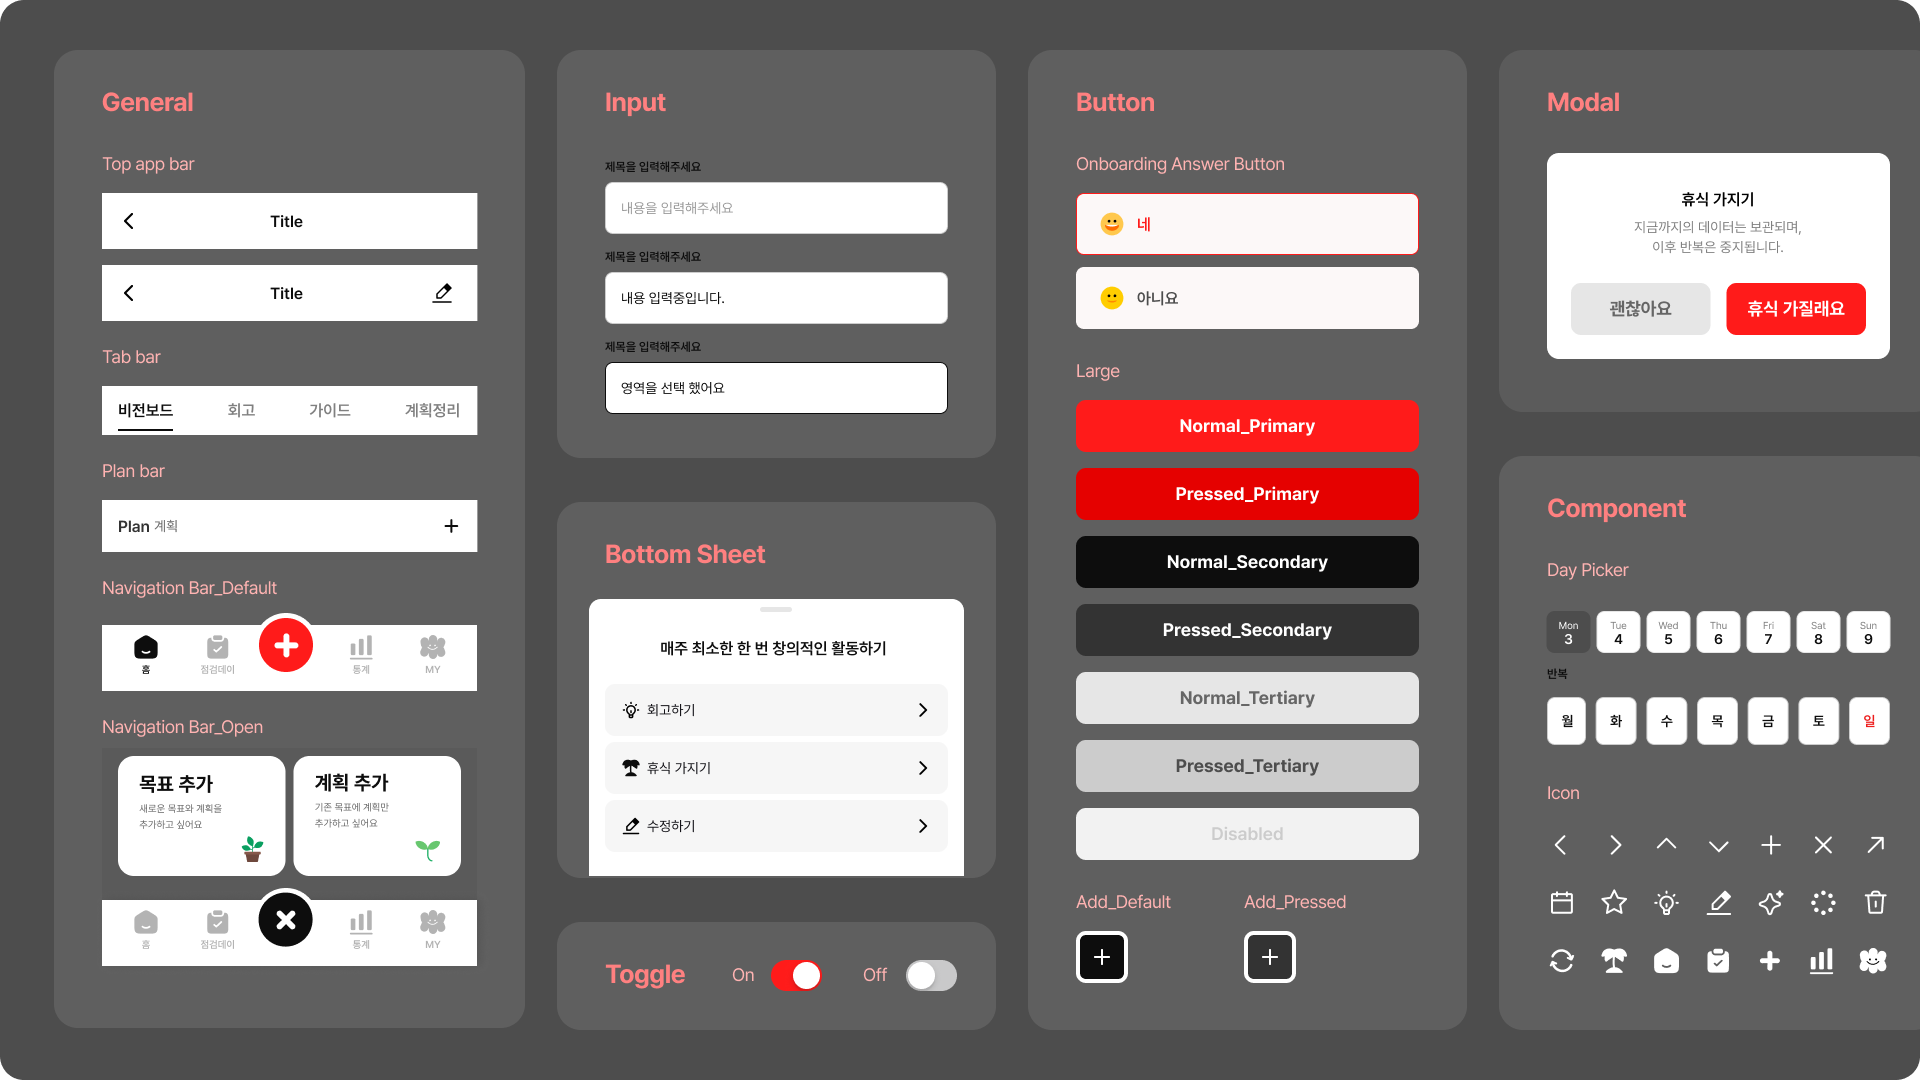 General
Top app bar
Title
Title
Tab bar
비전보드 회고 가이드 계획정리
Plan bar
Plan 계획
Navigation Bar_Default
홈 점검데이 통계 MY
Navigation Bar_Open
목표 추가
새로운 목표와 계획을
추가하고 싶어요
계획 추가
기존 목표에 계획만
추가하고 싶어요
홈 점검데이 통계 MY
Input
제목을 입력해주세요
내용을 입력해주세요
제목을 입력해주세요
내용 입력중입니다.
제목을 입력해주세요
영역을 선택 했어요
Bottom Sheet
매주 최소한 한 번 창의적인 활동하기
회고하기
휴식 가지기
수정하기
Toggle On Off
Button
Onboarding Answer Button
네
아니요
Large
Normal_Primary
Pressed_Primary
Normal_Secondary
Pressed_Secondary
Normal_Tertiary
Pressed_Tertiary
Disabled
Add_Default Add_Pressed
Modal
휴식 가지기
지금까지의 데이터는 보관되며,
이후 반복은 중지됩니다.
괜찮아요 휴식 가질래요
Component
Day Picker
Mon Tue Wed Thu Fri Sat Sun
3 4 5 6 7 8 9
반복
월 화 수 목 금 토 일
Icon